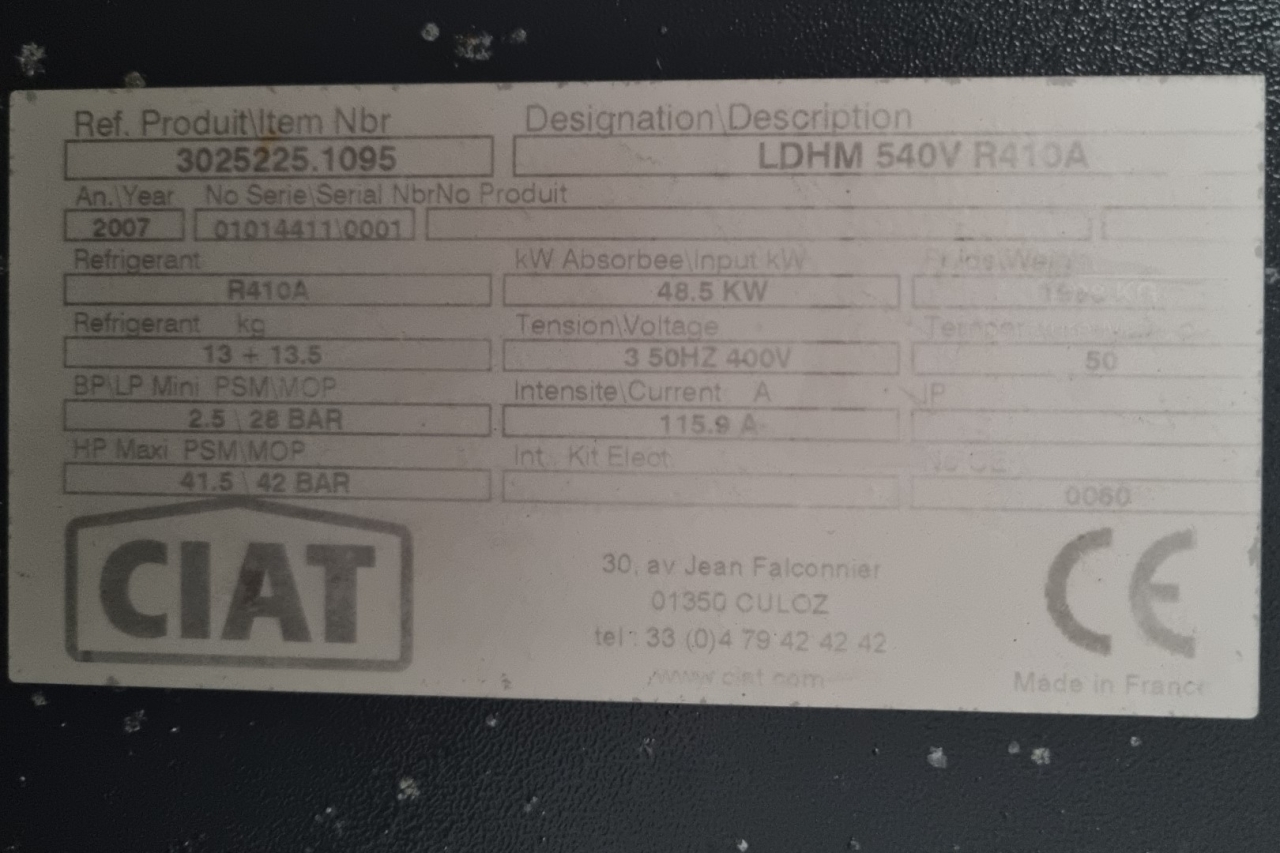 Ref. Produit\Item Nbr Designation\Description
3025225.1095 LDHM 540V R410A
An.\Year No Serie\Serial Nbr No Produit
2007 01014411\0001
Refrigerant kW Absorbee\Input kW
R410A 48.5 KW
Refrigerant kg Tension\Voltage
13 + 13.5 3 50HZ 400V 50
BP\LP Mini PSM\MOP Intensite\Current A IP
2.5 \ 28 BAR 115.9 A
HP Maxi PSM\MOP Int. Kit Elect
41.5 \ 42 BAR 0060
CIAT
30, av Jean Falconnier
01350 CULOZ
tel : 33 (0)4 79 42 42 42
www.ciat.com
CE
Made in France